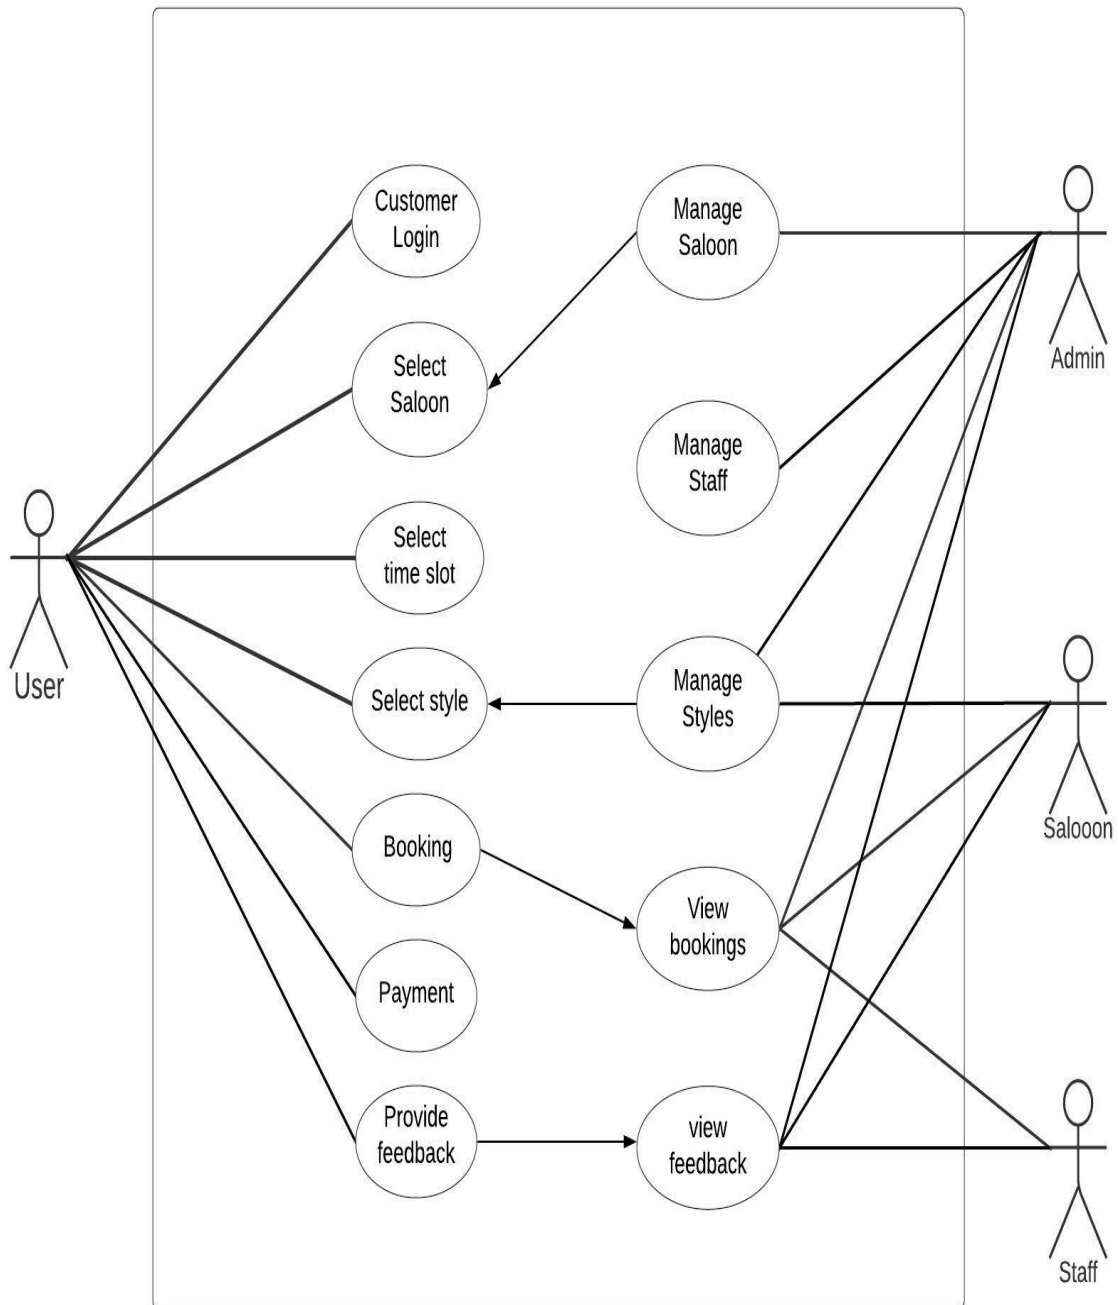 Customer
Login
Manage
Saloon
Admin
Select
Saloon
Manage
Staff
Select
time slot
User
Select style
Manage
Styles
Salooon
Booking
View
bookings
Payment
Provide
feedback
view
feedback
Staff